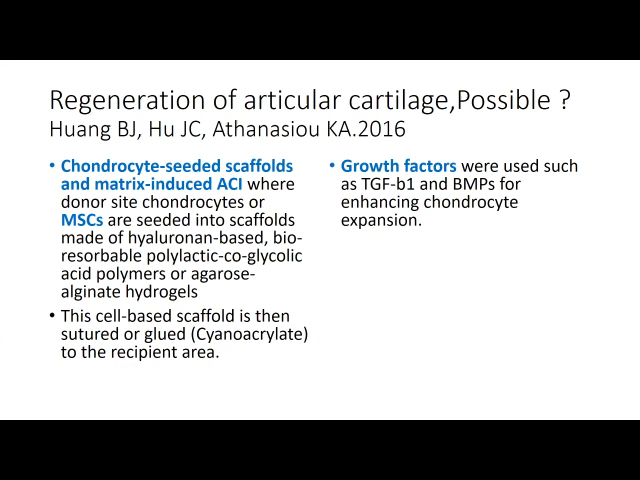 Regeneration of articular cartilage,Possible ?
Huang BJ, Hu JC, Athanasiou KA.2016
• Chondrocyte-seeded scaffolds
and matrix-induced ACI where
donor site chondrocytes or
MSCs are seeded into scaffolds
made of hyaluronan-based, bio-
resorbable polylactic-co-glycolic
acid polymers or agarose-
alginate hydrogels
• This cell-based scaffold is then
sutured or glued (Cyanoacrylate)
to the recipient area.
• Growth factors were used such
as TGF-b1 and BMPs for
enhancing chondrocyte
expansion.